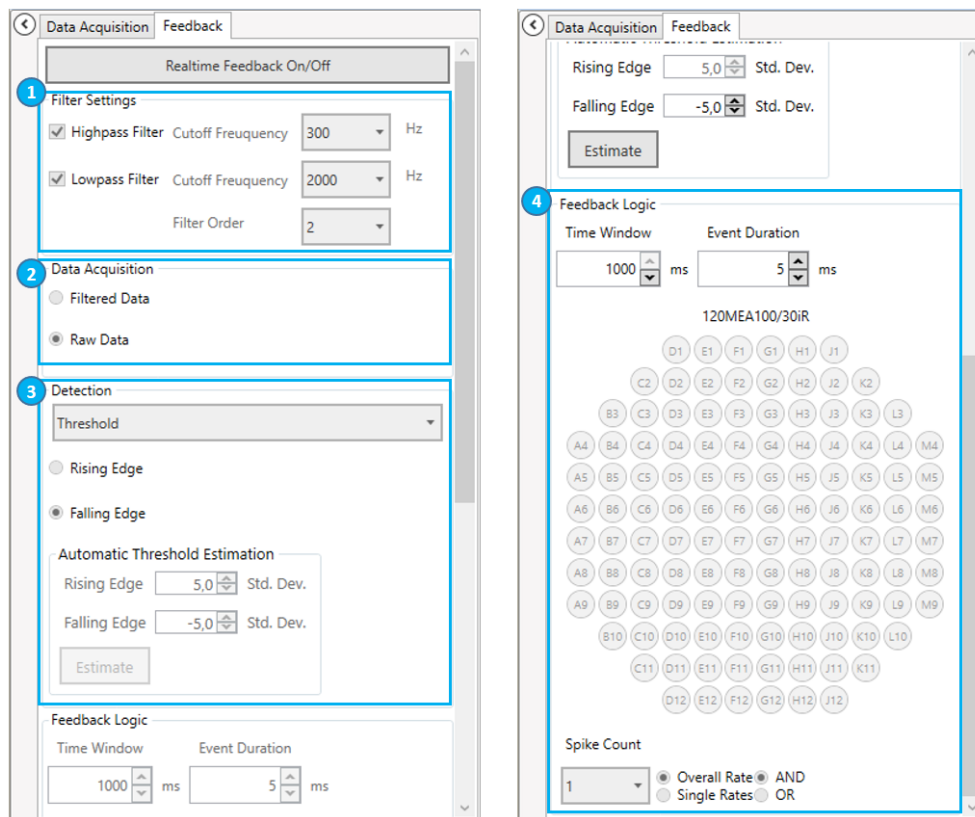 Data Acquisition Feedback
Realtime Feedback On/Off
1
Filter Settings
Highpass Filter Cutoff Freuquency 300 Hz
Lowpass Filter Cutoff Freuquency 2000 Hz
Filter Order 2
2
Data Acquisition
Filtered Data
Raw Data
3
Detection
Threshold
Rising Edge
Falling Edge
Automatic Threshold Estimation
Rising Edge 5,0 Std. Dev.
Falling Edge -5,0 Std. Dev.
Estimate
Feedback Logic
Time Window Event Duration
1000 ms 5 ms
Data Acquisition Feedback
Automatic Threshold Estimation
Rising Edge 5,0 Std. Dev.
Falling Edge -5,0 Std. Dev.
Estimate
4
Feedback Logic
Time Window Event Duration
1000 ms 5 ms
120MEA100/30iR
D1 E1 F1 G1 H1 J1
C2 D2 E2 F2 G2 H2 J2 K2
B3 C3 D3 E3 F3 G3 H3 J3 K3 L3
A4 B4 C4 D4 E4 F4 G4 H4 J4 K4 L4 M4
A5 B5 C5 D5 E5 F5 G5 H5 J5 K5 L5 M5
A6 B6 C6 D6 E6 F6 G6 H6 J6 K6 L6 M6
A7 B7 C7 D7 E7 F7 G7 H7 J7 K7 L7 M7
A8 B8 C8 D8 E8 F8 G8 H8 J8 K8 L8 M8
A9 B9 C9 D9 E9 F9 G9 H9 J9 K9 L9 M9
B10 C10 D10 E10 F10 G10 H10 J10 K10 L10
C11 D11 E11 F11 G11 H11 J11 K11
D12 E12 F12 G12 H12 J12
Spike Count
1 Overall Rate AND
Single Rates OR